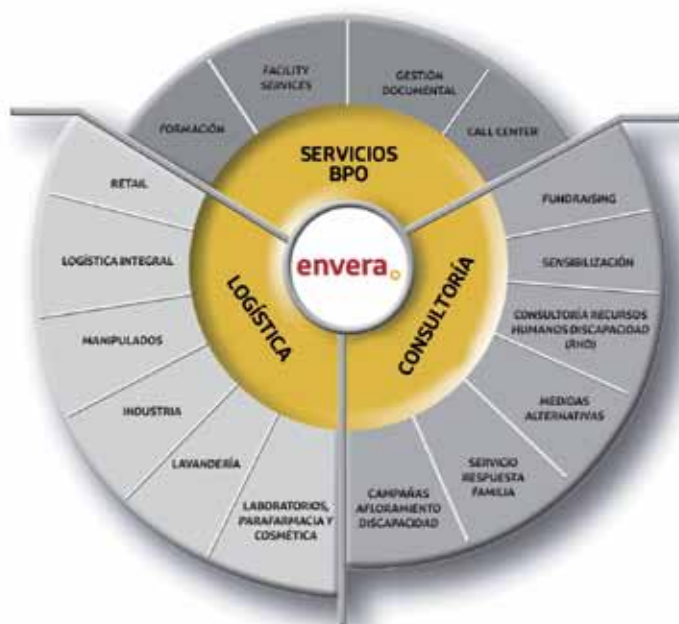 FACILITY
SERVICES
GESTIÓN
DOCUMENTAL
FORMACIÓN
CALL CENTER
SERVICIOS
BPO
RETAIL
FUNDRAISING
LOGÍSTICA INTEGRAL
envera
SENSIBILIZACIÓN
LOGÍSTICA
CONSULTORÍA
MANIPULADOS
CONSULTORÍA RECURSOS
HUMANOS DISCAPACIDAD
(RHD)
INDUSTRIA
MEDIDAS
ALTERNATIVAS
LAVANDERÍA
SERVICIO
RESPUESTA
FAMILIA
LABORATORIOS,
PARAFARMACIA Y
COSMÉTICA
CAMPAÑAS
AFLORAMIENTO
DISCAPACIDAD